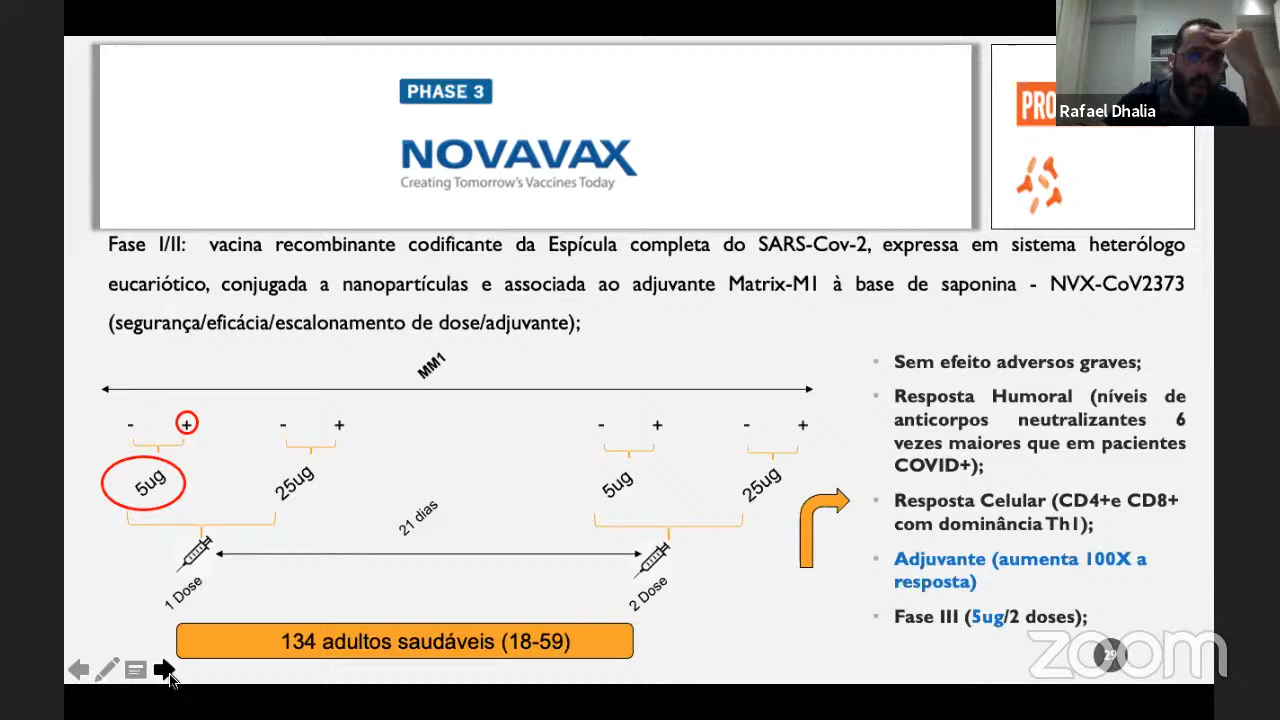 PHASE 3
NOVAVAX
Creating Tomorrow's Vaccines Today
PRO
Rafael Dhalia
Fase I/II: vacina recombinante codificante da Espícula completa do SARS-Cov-2, expressa em sistema heterólogo
eucariótico, conjugada a nanopartículas e associada ao adjuvante Matrix-M1 à base de saponina - NVX-CoV2373
(segurança/eficácia/escalonamento de dose/adjuvante);
MM1
- + - + - + - +
5ug 25ug 5ug 25ug
21 dias
1 Dose 2 Dose
134 adultos saudáveis (18-59)
• Sem efeito adversos graves;
• Resposta Humoral (níveis de
anticorpos neutralizantes 6
vezes maiores que em pacientes
COVID+);
• Resposta Celular (CD4+e CD8+
com dominância Th1);
• Adjuvante (aumenta 100X a
resposta)
• Fase III (5ug/2 doses);
29
zoom